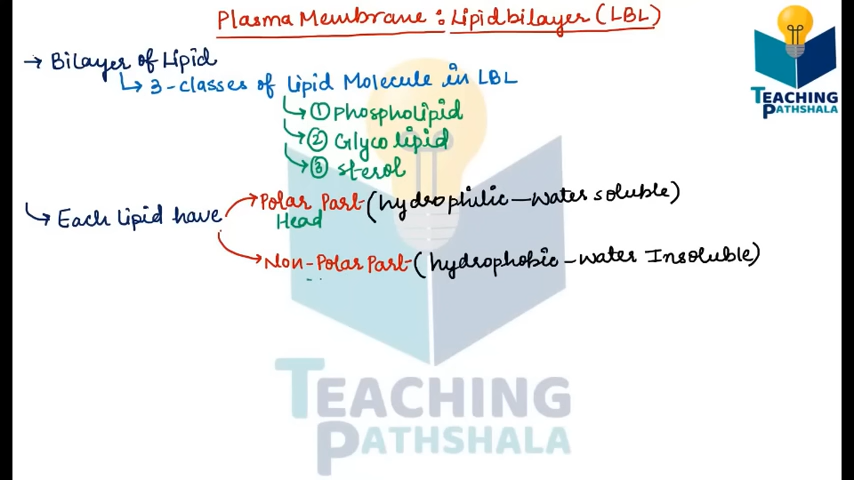 Plasma Membrane : Lipidbilayer (LBL)
→ Bilayer of Lipid
↳ 3-classes of Lipid Molecule in LBL
↳ ① Phospholipid
↳ ② Glycolipid
↳ ③ Sterol
↳ Each Lipid have
Polar Part (hydrophilic – Water soluble)
Head
Non-Polar Part (hydrophobic – Water Insoluble)
TEACHING
PATHSHALA
TEACHING
PATHSHALA